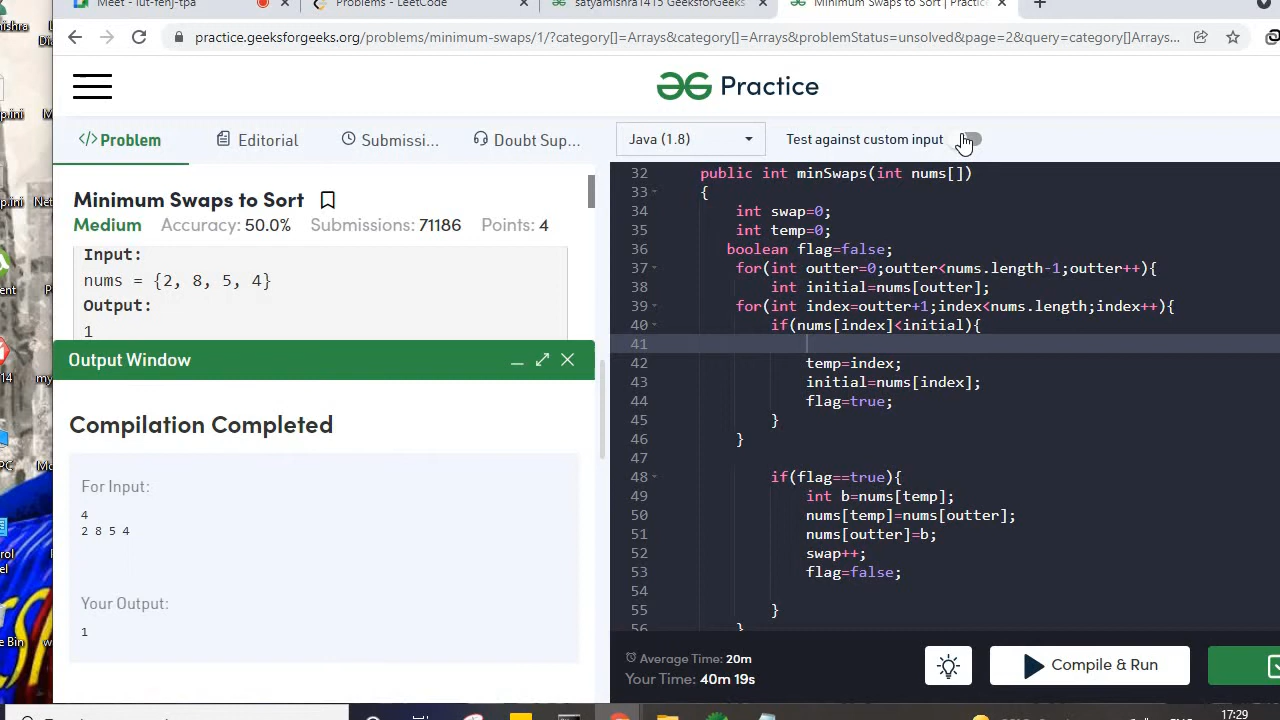 Meet - iut-fenj-tpa
Problems - LeetCode
satyamishra1415 GeeksforGeeks
Minimum Swaps to Sort | Practice
practice.geeksforgeeks.org/problems/minimum-swaps/1/?category[]=Arrays&category[]=Arrays&problemStatus=unsolved&page=2&query=category[]Arrays...
Practice
</>Problem
Editorial
Submissi...
Doubt Sup...
Java (1.8)
Test against custom input
Minimum Swaps to Sort
Medium Accuracy: 50.0% Submissions: 71186 Points: 4
Input:
nums = {2, 8, 5, 4}
Output:
1
Output Window
Compilation Completed
For Input:
4
2 8 5 4
Your Output:
1
32 public int minSwaps(int nums[])
33 {
34 int swap=0;
35 int temp=0;
36 boolean flag=false;
37 for(int outter=0;outter<nums.length-1;outter++){
38 int initial=nums[outter];
39 for(int index=outter+1;index<nums.length;index++){
40 if(nums[index]<initial){
41
42 temp=index;
43 initial=nums[index];
44 flag=true;
45 }
46 }
47
48 if(flag==true){
49 int b=nums[temp];
50 nums[temp]=nums[outter];
51 nums[outter]=b;
52 swap++;
53 flag=false;
54
55 }
56 }
Average Time: 20m
Your Time: 40m 19s
Compile & Run
17:29